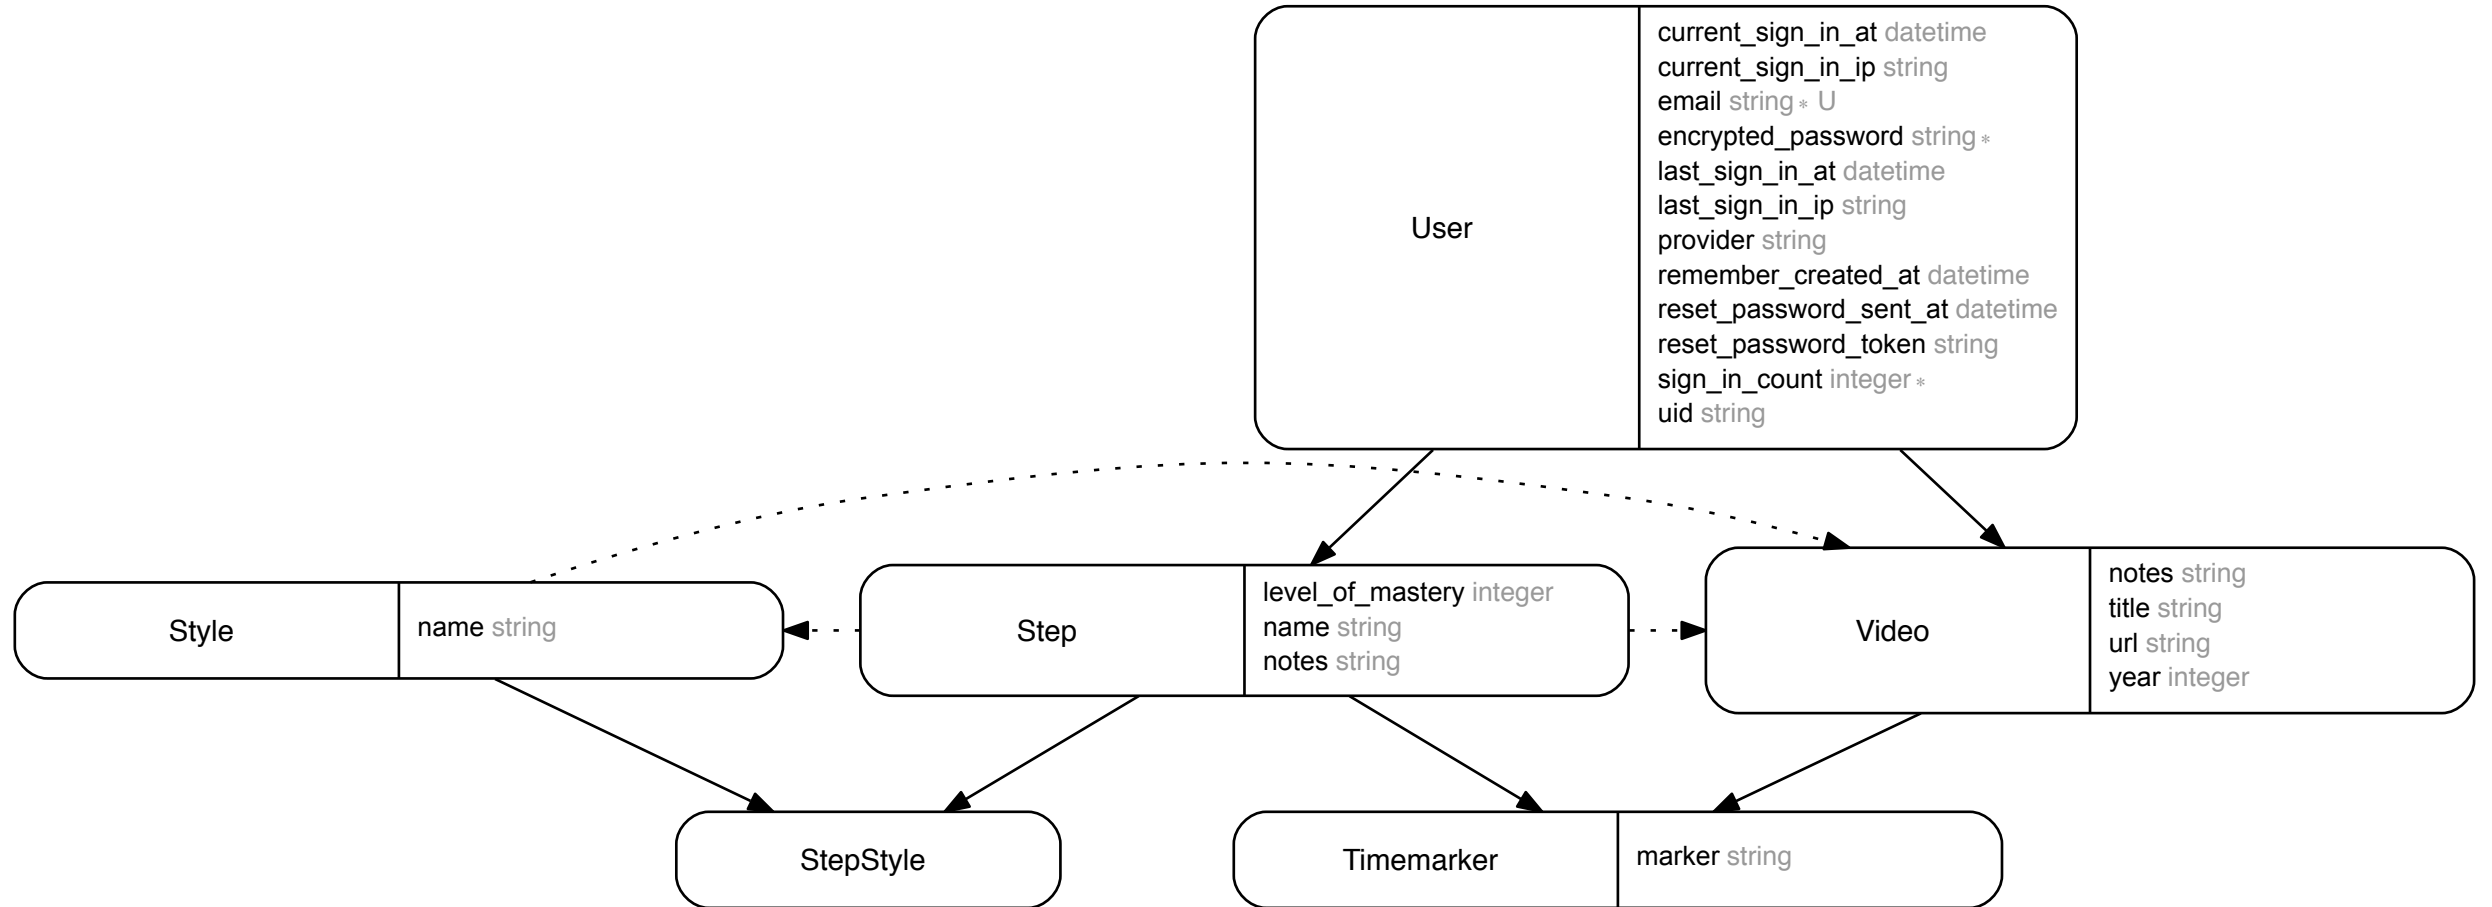 User
current_sign_in_at datetime
current_sign_in_ip string
email string * U
encrypted_password string *
last_sign_in_at datetime
last_sign_in_ip string
provider string
remember_created_at datetime
reset_password_sent_at datetime
reset_password_token string
sign_in_count integer *
uid string
Style
name string
Step
level_of_mastery integer
name string
notes string
Video
notes string
title string
url string
year integer
StepStyle
Timemarker
marker string